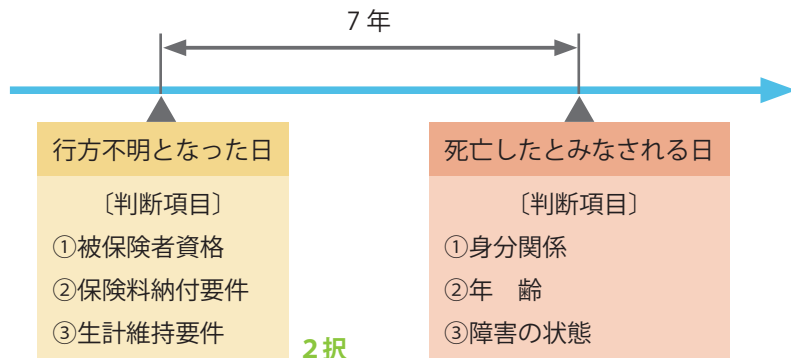 7年
行方不明となった日
〔判断項目〕
①被保険者資格
②保険料納付要件
③生計維持要件
2択
死亡したとみなされる日
〔判断項目〕
①身分関係
②年　齢
③障害の状態